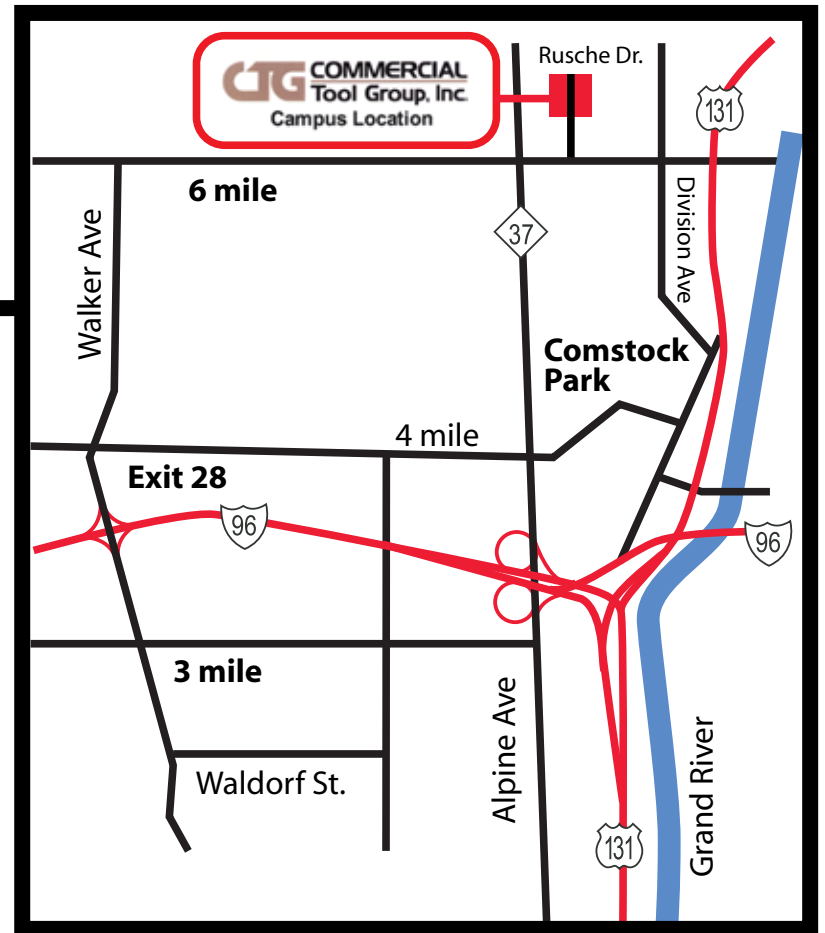 CTG COMMERCIAL
Tool Group, Inc.
Campus Location
Rusche Dr.
131
6 mile
Division Ave
Walker Ave
37
Comstock
Park
4 mile
Exit 28
96
96
3 mile
Alpine Ave
Waldorf St.
Grand River
131